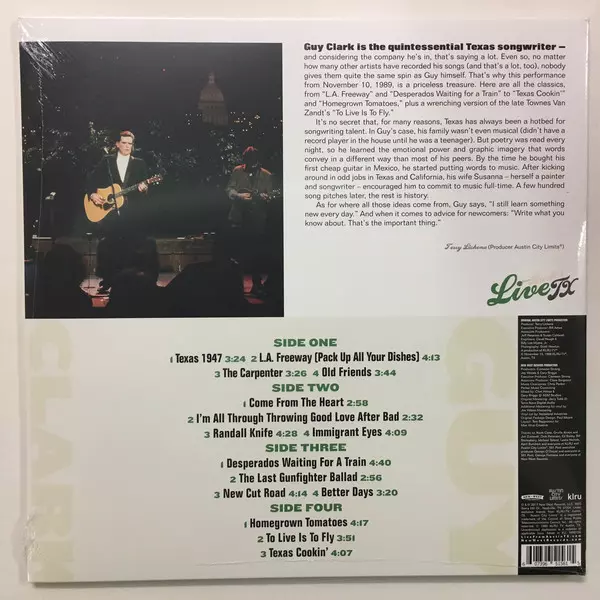 Guy Clark is the quintessential Texas songwriter —
and considering the company he's in, that's saying a lot. Even so, no matter
how many other artists have recorded his songs (and that's a lot, too), nobody
gives them quite the same spin as Guy himself. That's why this performance
from November 10, 1989, is a priceless treasure. Here are all the classics,
from "L.A. Freeway" and "Desperados Waiting for a Train" to "Texas Cookin'"
and "Homegrown Tomatoes," plus a wrenching version of the late Townes Van
Zandt's "To Live Is To Fly."
It's no secret that, for many reasons, Texas has always been a hotbed for
songwriting talent. In Guy's case, his family wasn't even musical (didn't have a
record player in the house until he was a teenager). But poetry was read every
night, so he learned the emotional power and graphic imagery that words
convey in a different way than most of his peers. By the time he bought his
first cheap guitar in Mexico, he started putting words to music. After kicking
around in odd jobs in Texas and California, his wife Susanna – herself a painter
and songwriter – encouraged him to commit to music full-time. A few hundred
song pitches later, the rest is history.
As for where all those ideas come from, Guy says, "I still learn something
new every day." And when it comes to advice for newcomers: "Write what you
know about. That's the important thing."
Terry Lickona (Producer Austin City Limits®)
Live TX
GUY
CLARK
SIDE ONE
1 Texas 1947 3:24 2 L.A. Freeway (Pack Up All Your Dishes) 4:13
3 The Carpenter 3:26 4 Old Friends 3:44
SIDE TWO
1 Come From The Heart 2:58
2 I'm All Through Throwing Good Love After Bad 2:32
3 Randall Knife 4:28 4 Immigrant Eyes 4:09
SIDE THREE
1 Desperados Waiting For A Train 4:40
2 The Last Gunfighter Ballad 2:56
3 New Cut Road 4:14 4 Better Days 3:20
SIDE FOUR
1 Homegrown Tomatoes 4:17
2 To Live Is To Fly 3:51
3 Texas Cookin' 4:07
NEW WEST
AUSTIN CITY LIMITS
klru